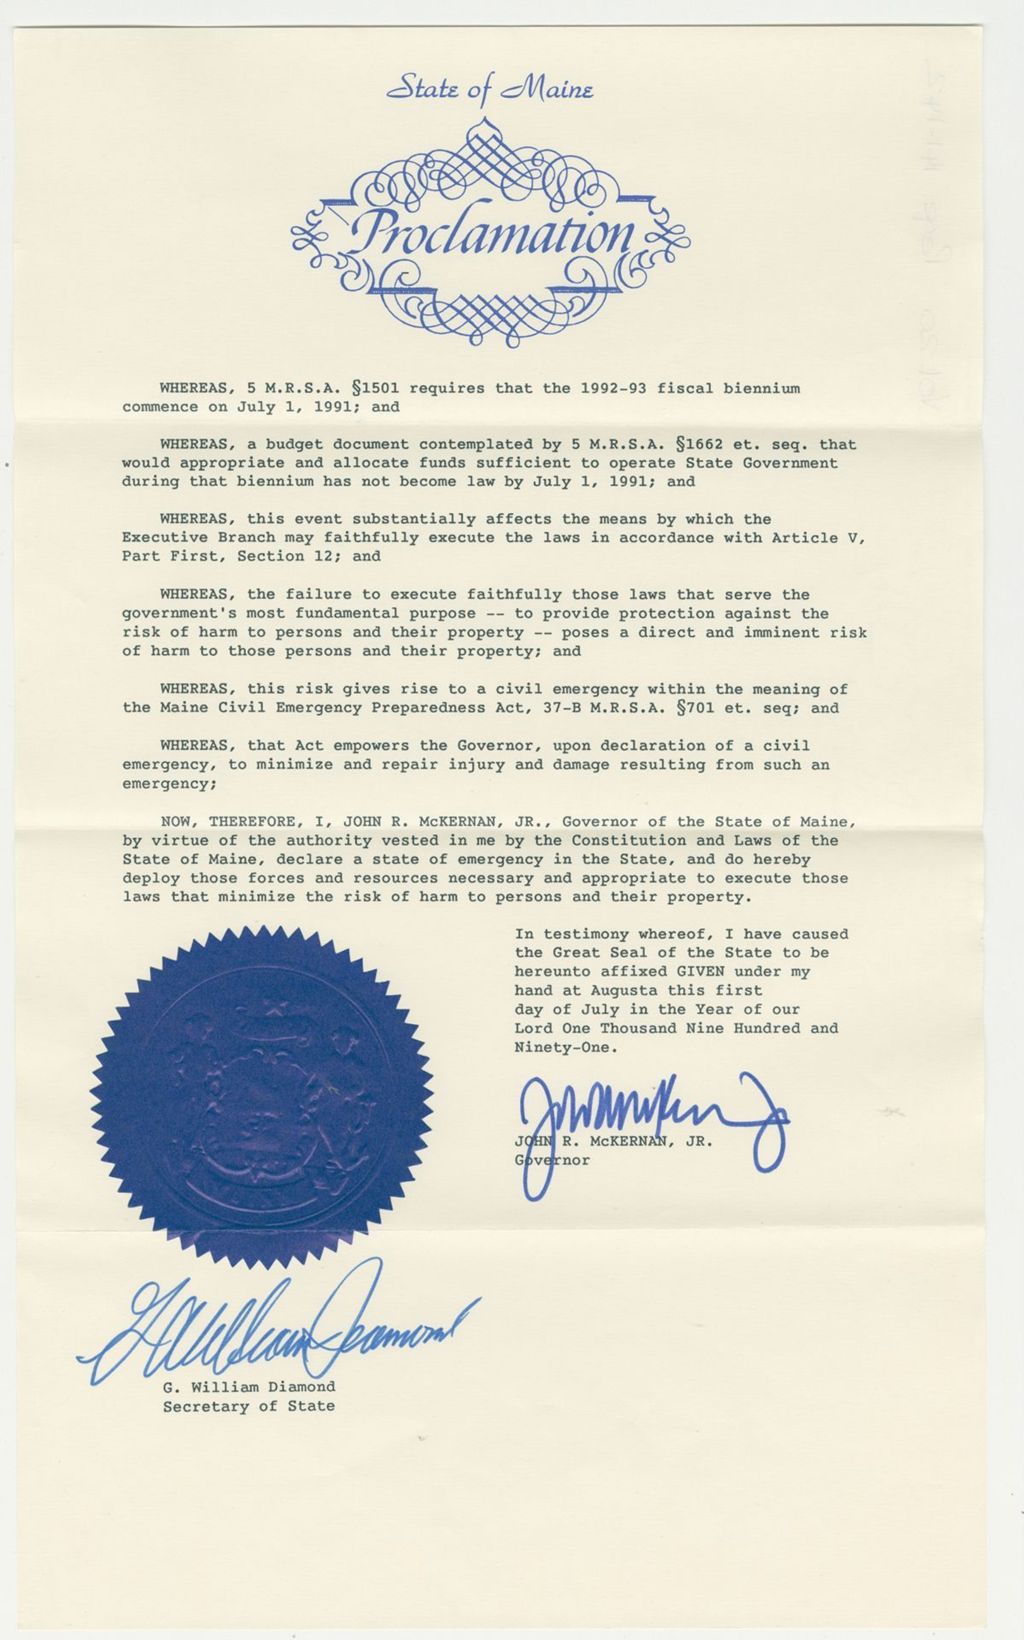 State of Maine
Proclamation
WHEREAS, 5 M.R.S.A. §1501 requires that the 1992-93 fiscal biennium
commence on July 1, 1991; and
WHEREAS, a budget document contemplated by 5 M.R.S.A. §1662 et. seq. that
would appropriate and allocate funds sufficient to operate State Government
during that biennium has not become law by July 1, 1991; and
WHEREAS, this event substantially affects the means by which the
Executive Branch may faithfully execute the laws in accordance with Article V,
Part First, Section 12; and
WHEREAS, the failure to execute faithfully those laws that serve the
government's most fundamental purpose -- to provide protection against the
risk of harm to persons and their property -- poses a direct and imminent risk
of harm to those persons and their property; and
WHEREAS, this risk gives rise to a civil emergency within the meaning of
the Maine Civil Emergency Preparedness Act, 37-B M.R.S.A. §701 et. seq; and
WHEREAS, that Act empowers the Governor, upon declaration of a civil
emergency, to minimize and repair injury and damage resulting from such an
emergency;
NOW, THEREFORE, I, JOHN R. McKERNAN, JR., Governor of the State of Maine,
by virtue of the authority vested in me by the Constitution and Laws of the
State of Maine, declare a state of emergency in the State, and do hereby
deploy those forces and resources necessary and appropriate to execute those
laws that minimize the risk of harm to persons and their property.
In testimony whereof, I have caused
the Great Seal of the State to be
hereunto affixed GIVEN under my
hand at Augusta this first
day of July in the Year of our
Lord One Thousand Nine Hundred and
Ninety-One.
JOHN R. McKERNAN, JR.
Governor
G. William Diamond
G. William Diamond
Secretary of State